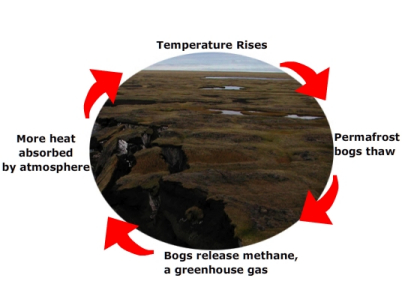 Temperature Rises
Permafrost
bogs thaw
Bogs release methane,
a greenhouse gas
More heat
absorbed
by atmosphere